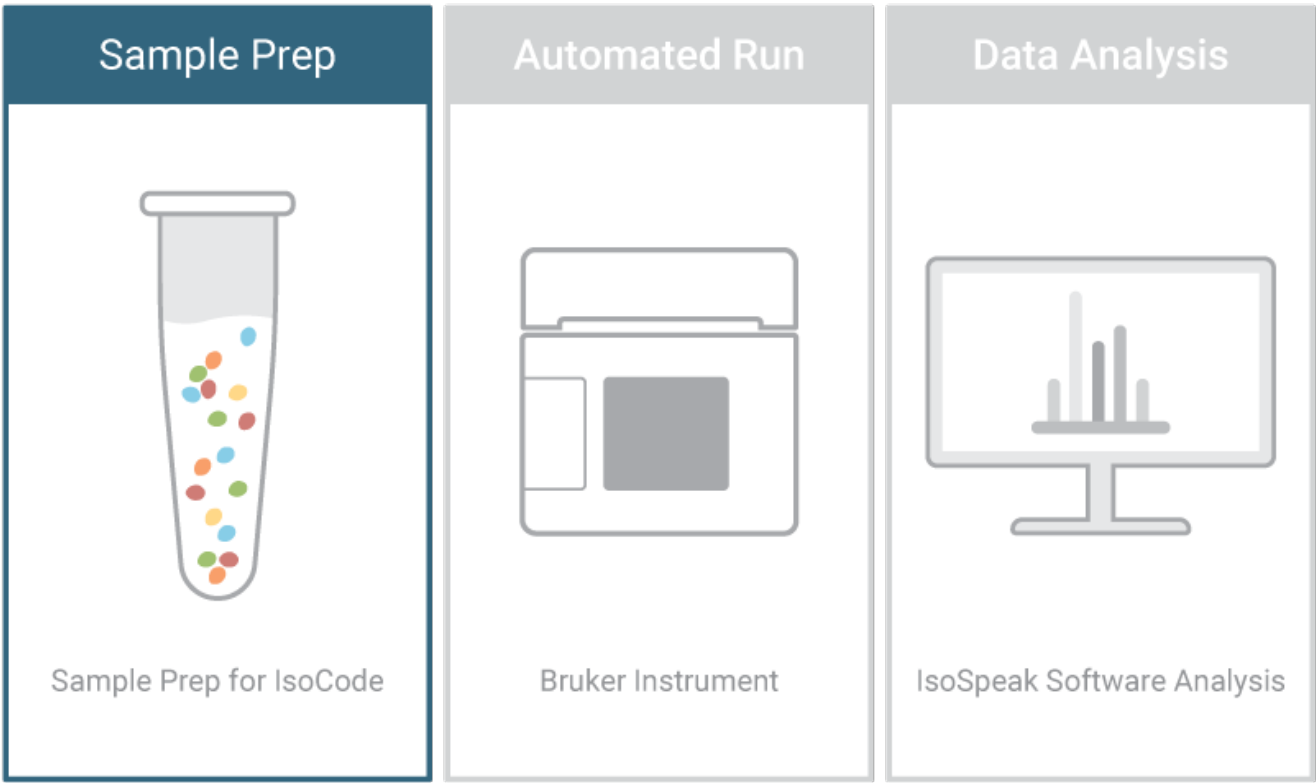 Sample Prep
Automated Run
Data Analysis
Sample Prep for IsoCode
Bruker Instrument
IsoSpeak Software Analysis